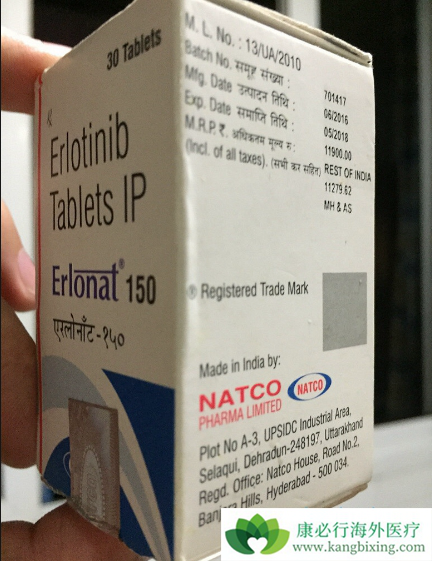 30 Tablets
Rx
Erlotinib
Tablets IP
Erlonat® 150
एरलोनॉट-१५०
M. L. No. : 13/UA/2010
Batch No. समूह संख्या : 701417
Mfg. Date उत्पादन तिथि : 06/2016
Exp. Date समाप्ति तिथि : 05/2018
M.R.P. ₹. अधिकतम मूल्य रु : 11900.00
(Incl. of all taxes). (सभी कर सहित) REST OF INDIA
11279.62
MH & AS
® Registered Trade Mark
Made in India by:
NATCO
PHARMA LIMITED
NATCO
Plot No A-3, UPSIDC Industrial Area,
Selaqui, Dehradun-248197, Uttarakhand
Regd. Office: Natco House, Road No.2,
Banjara Hills, Hyderabad - 500 034.
康必行海外医疗
www.kangbixing.com